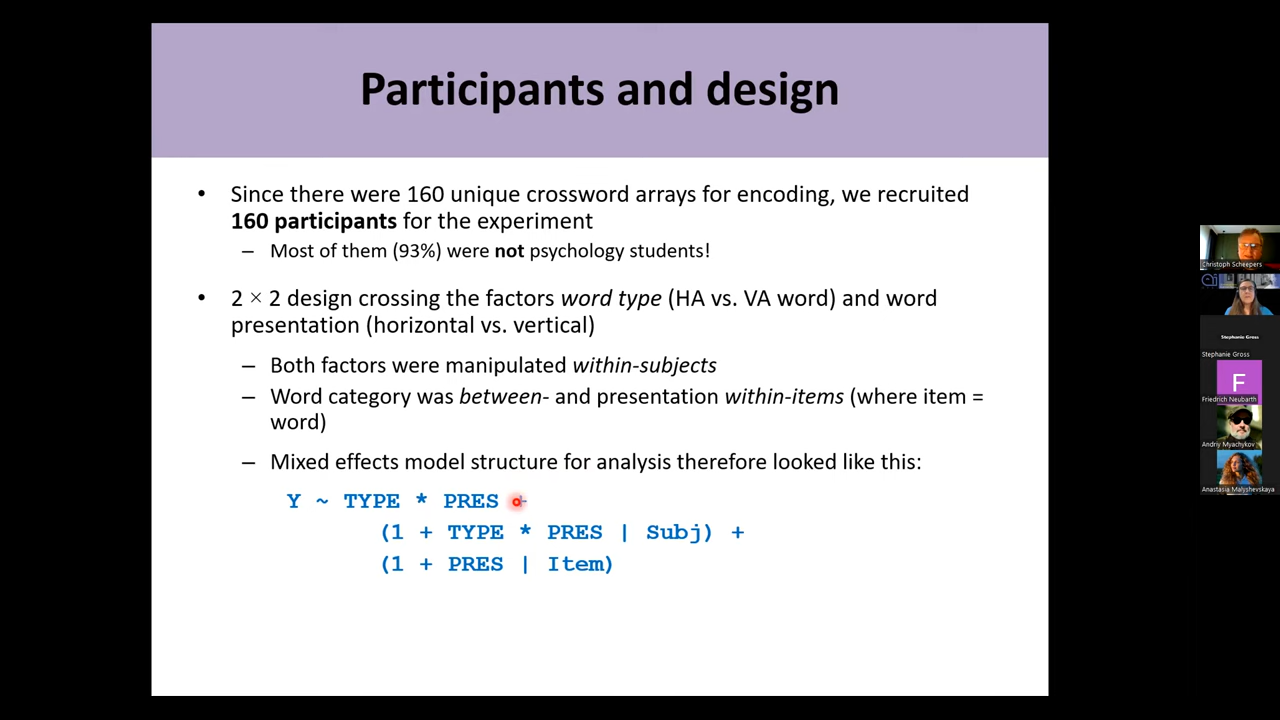 Participants and design
• Since there were 160 unique crossword arrays for encoding, we recruited
160 participants for the experiment
– Most of them (93%) were not psychology students!
• 2 × 2 design crossing the factors word type (HA vs. VA word) and word
presentation (horizontal vs. vertical)
– Both factors were manipulated within-subjects
– Word category was between- and presentation within-items (where item =
word)
– Mixed effects model structure for analysis therefore looked like this:
Y ~ TYPE * PRES +
(1 + TYPE * PRES | Subj) +
(1 + PRES | Item)
Christoph Scheepers
Stephanie Gross
Stephanie Gross
F
Friedrich Neubarth
Andriy Myachykov
Anastasia Malyshevskaya